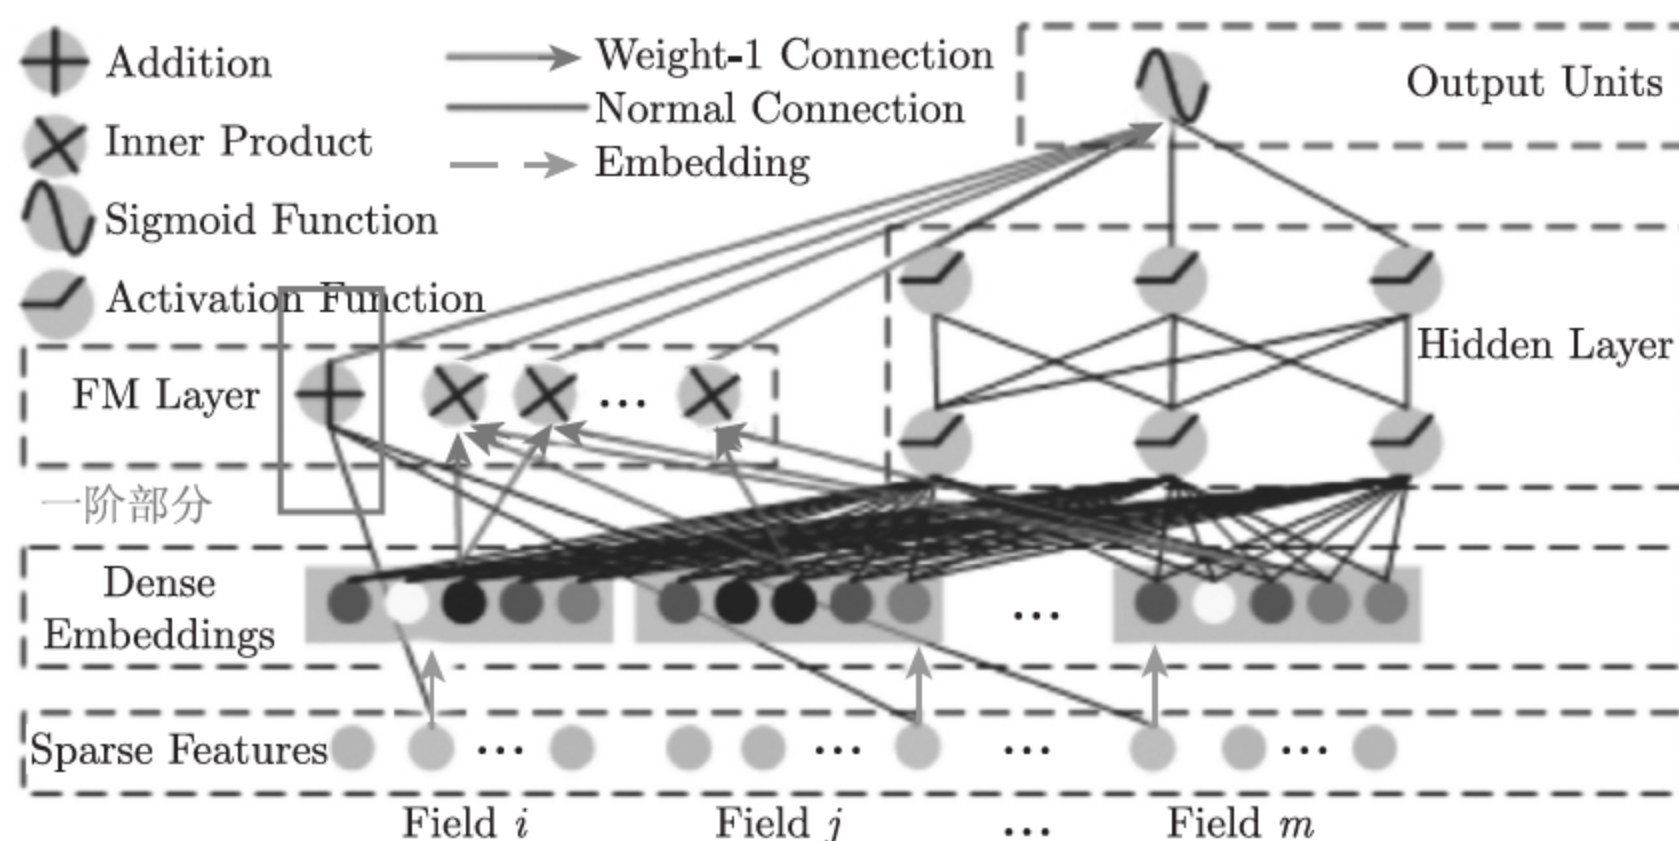 Addition
Inner Product
Sigmoid Function
Activation Function
Weight-1 Connection
Normal Connection
Embedding
Output Units
Hidden Layer
FM Layer
...
一阶部分
Dense
Embeddings
...
Sparse Features ... ... ... ...
Field i Field j ... Field m